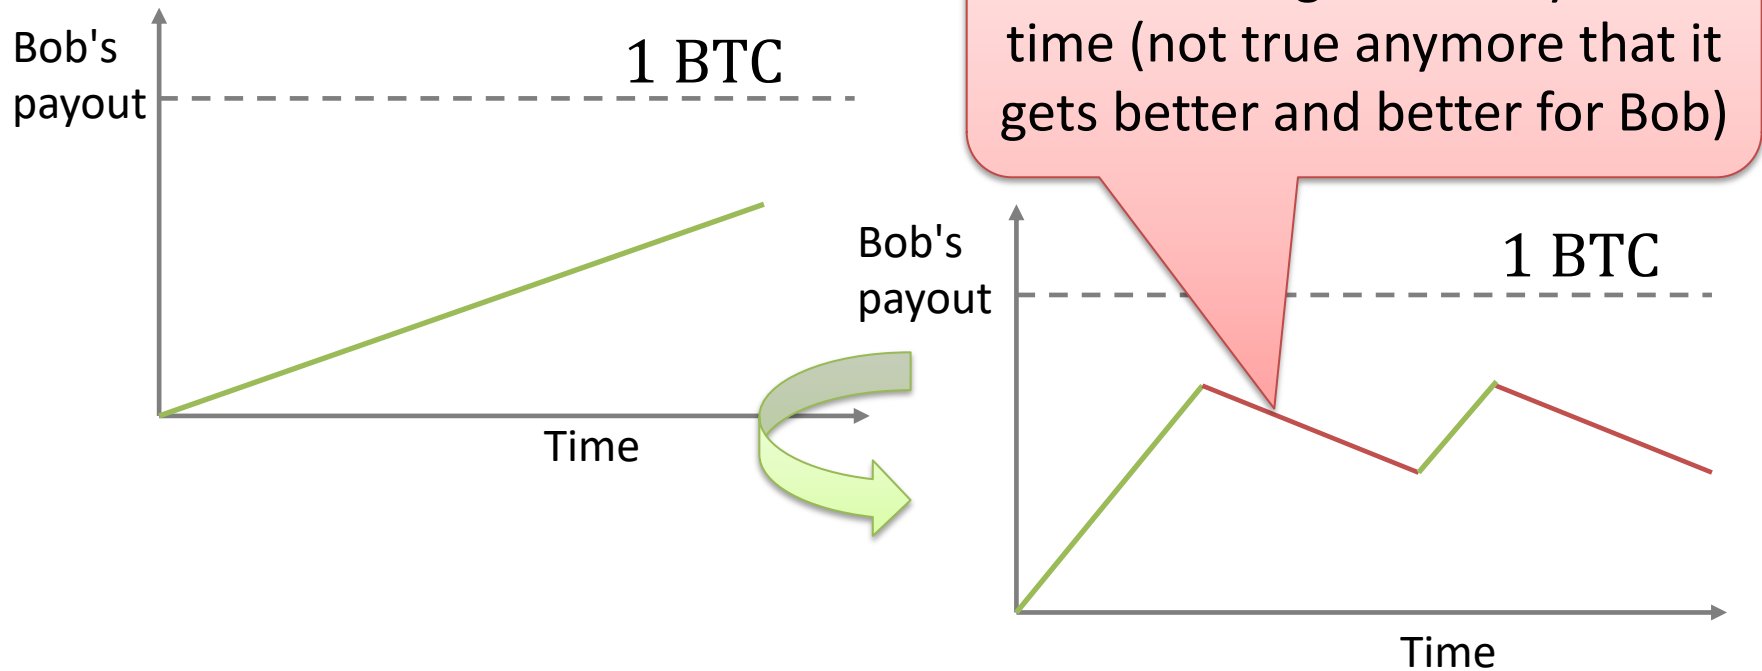 Bob's
payout
1 BTC
Time
time (not true anymore that it
gets better and better for Bob)
Bob's
payout
1 BTC
Time